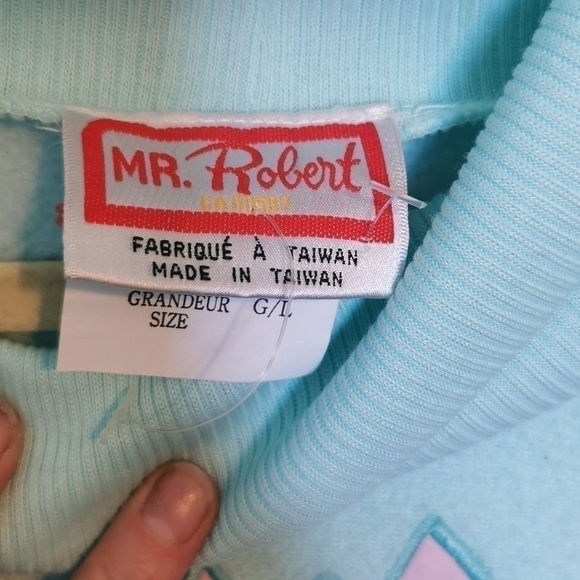 MR. Robert
FABRIQUÉ À TAIWAN
MADE IN TAIWAN
GRANDEUR G/L
SIZE